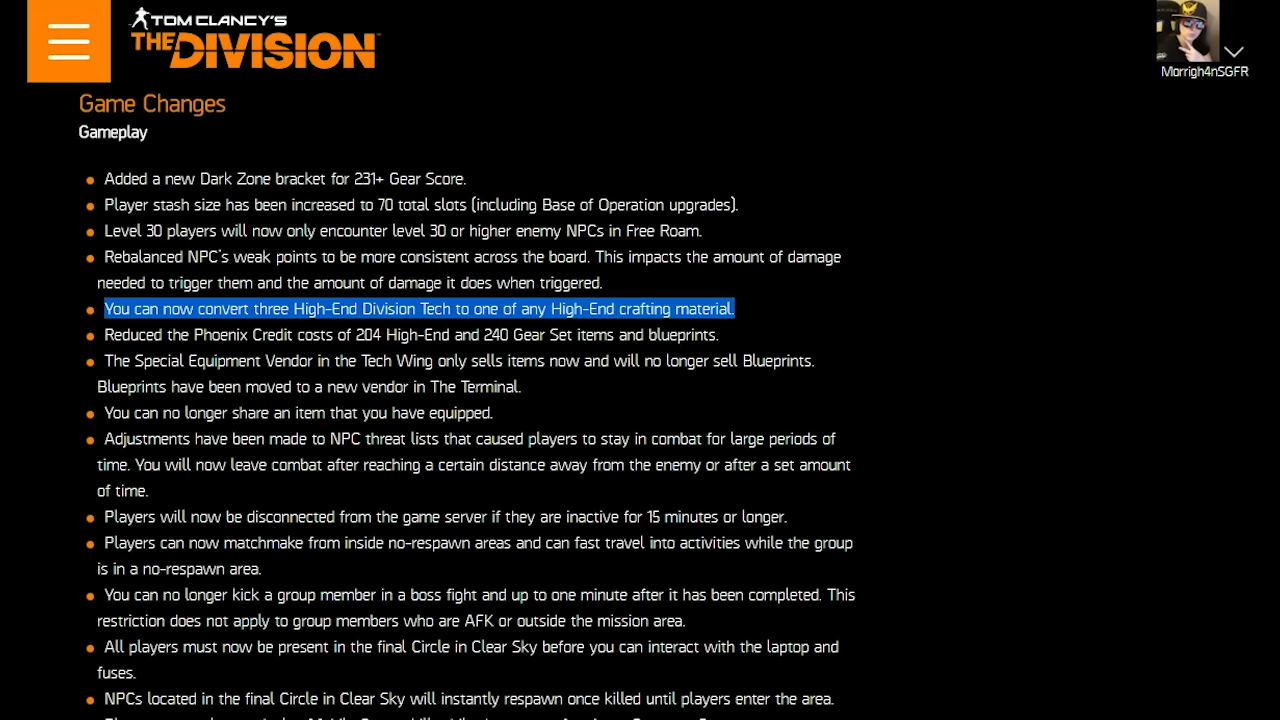 TOM CLANCY'S
THE DIVISION
Morrigh4nSGFR
Game Changes
Gameplay
Added a new Dark Zone bracket for 231+ Gear Score.
Player stash size has been increased to 70 total slots (including Base of Operation upgrades).
Level 30 players will now only encounter level 30 or higher enemy NPCs in Free Roam.
Rebalanced NPC's weak points to be more consistent across the board. This impacts the amount of damage
needed to trigger them and the amount of damage it does when triggered.
You can now convert three High-End Division Tech to one of any High-End crafting material.
Reduced the Phoenix Credit costs of 204 High-End and 240 Gear Set items and blueprints.
The Special Equipment Vendor in the Tech Wing only sells items now and will no longer sell Blueprints.
Blueprints have been moved to a new vendor in The Terminal.
You can no longer share an item that you have equipped.
Adjustments have been made to NPC threat lists that caused players to stay in combat for large periods of
time. You will now leave combat after reaching a certain distance away from the enemy or after a set amount
of time.
Players will now be disconnected from the game server if they are inactive for 15 minutes or longer.
Players can now matchmake from inside no-respawn areas and can fast travel into activities while the group
is in a no-respawn area.
You can no longer kick a group member in a boss fight and up to one minute after it has been completed. This
restriction does not apply to group members who are AFK or outside the mission area.
All players must now be present in the final Circle in Clear Sky before you can interact with the laptop and
fuses.
NPCs located in the final Circle in Clear Sky will instantly respawn once killed until players enter the area.